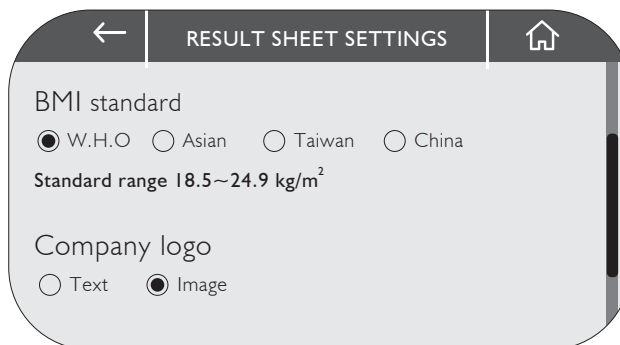 RESULT SHEET SETTINGS
BMI standard
W.H.O Asian Taiwan China
Standard range 18.5~24.9 kg/m²
Company logo
Text Image